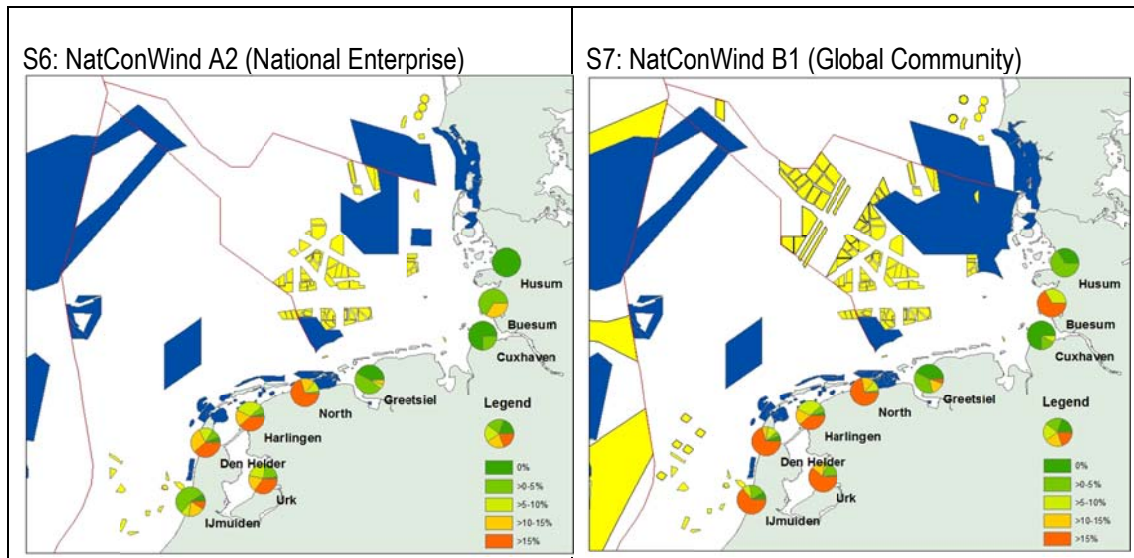 S6: NatConWind A2 (National Enterprise)
Husum
Buesum
Cuxhaven
Greetsiel
North
Harlingen
Den Helder
Urk
IJmuiden
Legend
0%
>0-5%
>5-10%
>10-15%
>15%
S7: NatConWind B1 (Global Community)
Husum
Buesum
Cuxhaven
Greetsiel
North
Harlingen
Den Helder
Urk
IJmuiden
Legend
0%
>0-5%
>5-10%
>10-15%
>15%